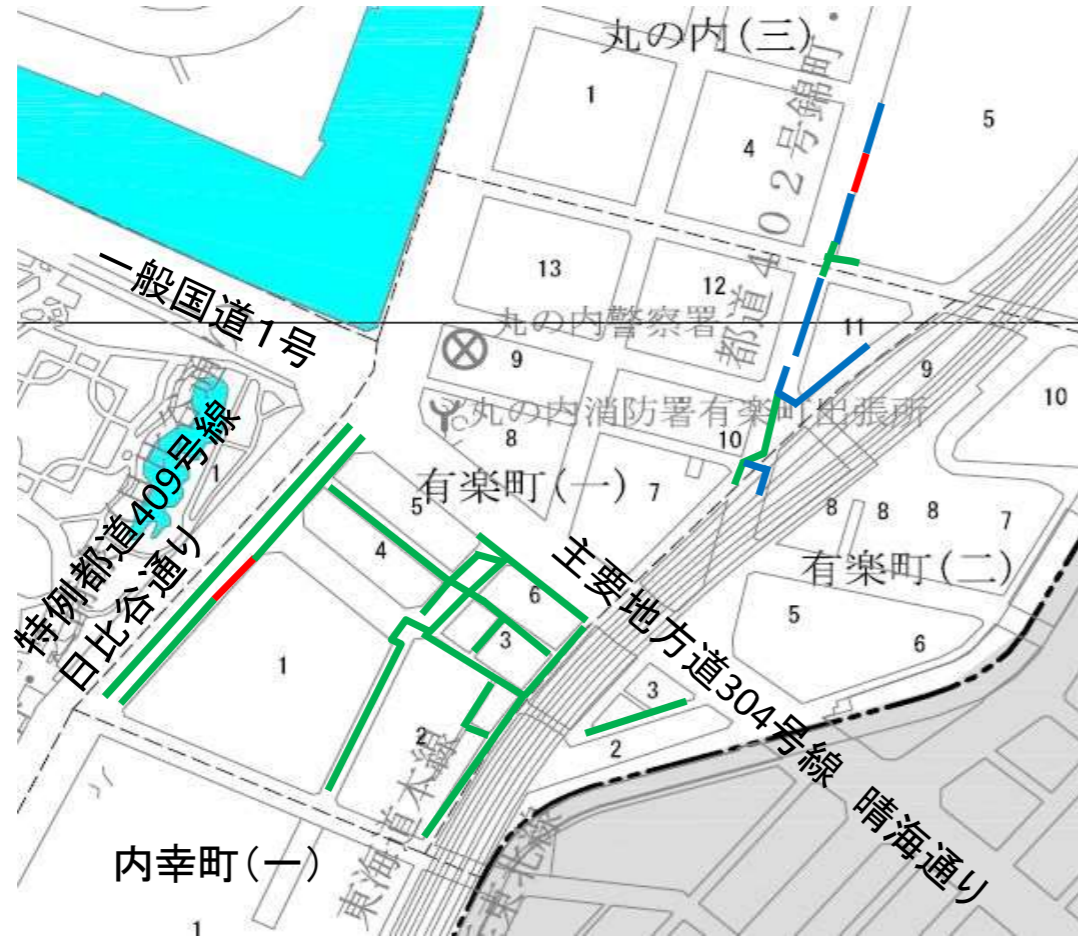 丸の内(三)
1
4
5
都道402号錦町
13
12
11
一般国道1号
丸の内警察署
9
9
10
丸の内消防署有楽町出張所
8
10
1
有楽町(一)
7
5
4
8
8
8
7
特例都道409号線
日比谷通り
主要地方道304号線 晴海通り
有楽町(二)
6
3
5
6
1
3
2
2
東海道本線
東北線
内幸町(一)
1